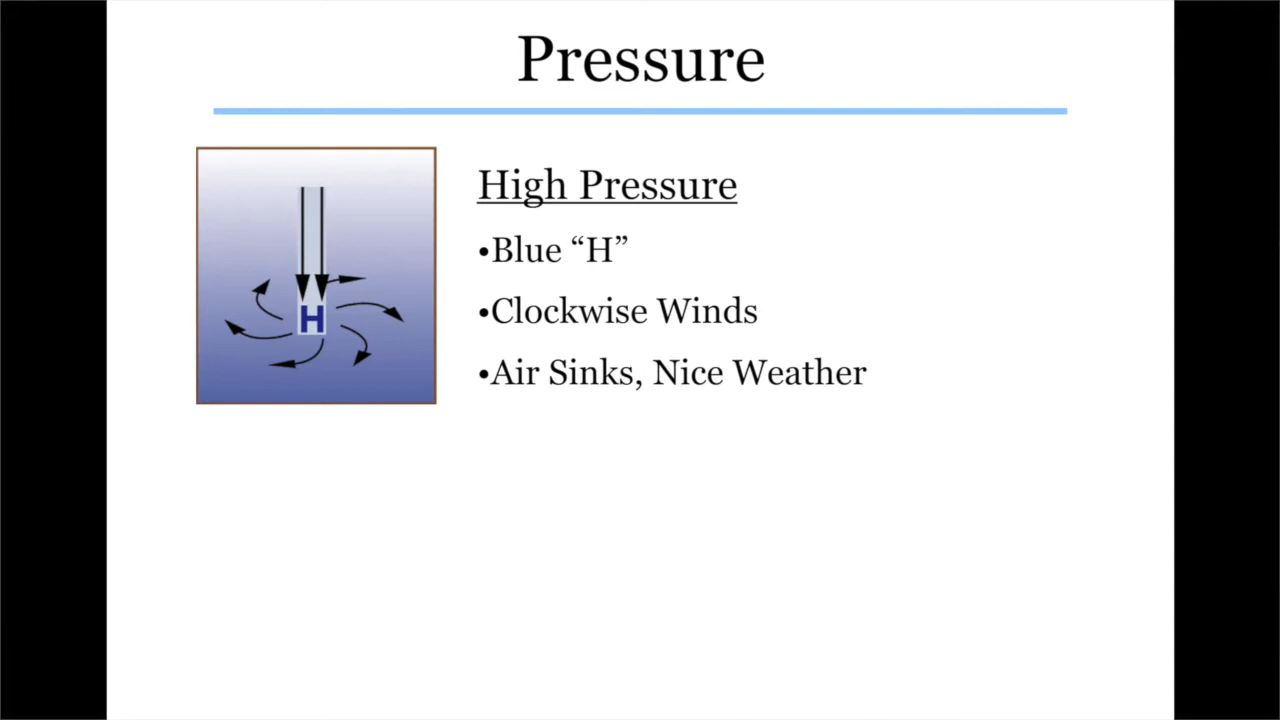 Pressure
High Pressure
•Blue “H”
•Clockwise Winds
•Air Sinks, Nice Weather
H